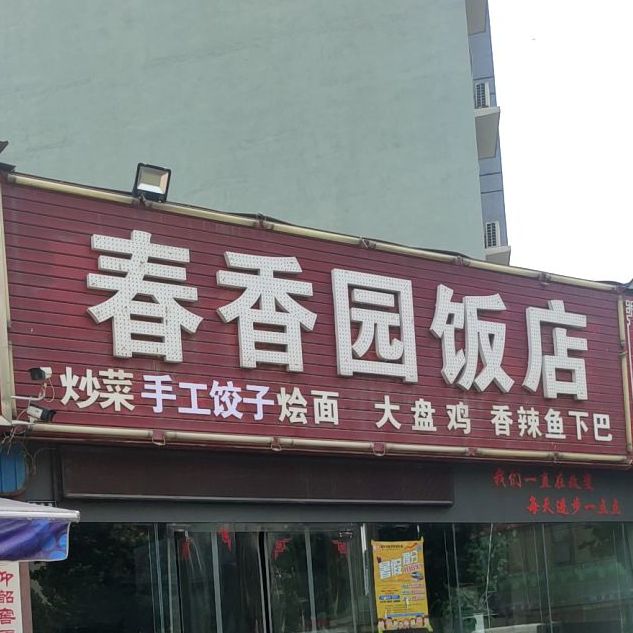 春香园饭店
炒菜 手工饺子 烩面 大盘鸡 香辣鱼下巴
我们一直在改变
每天进步一点点